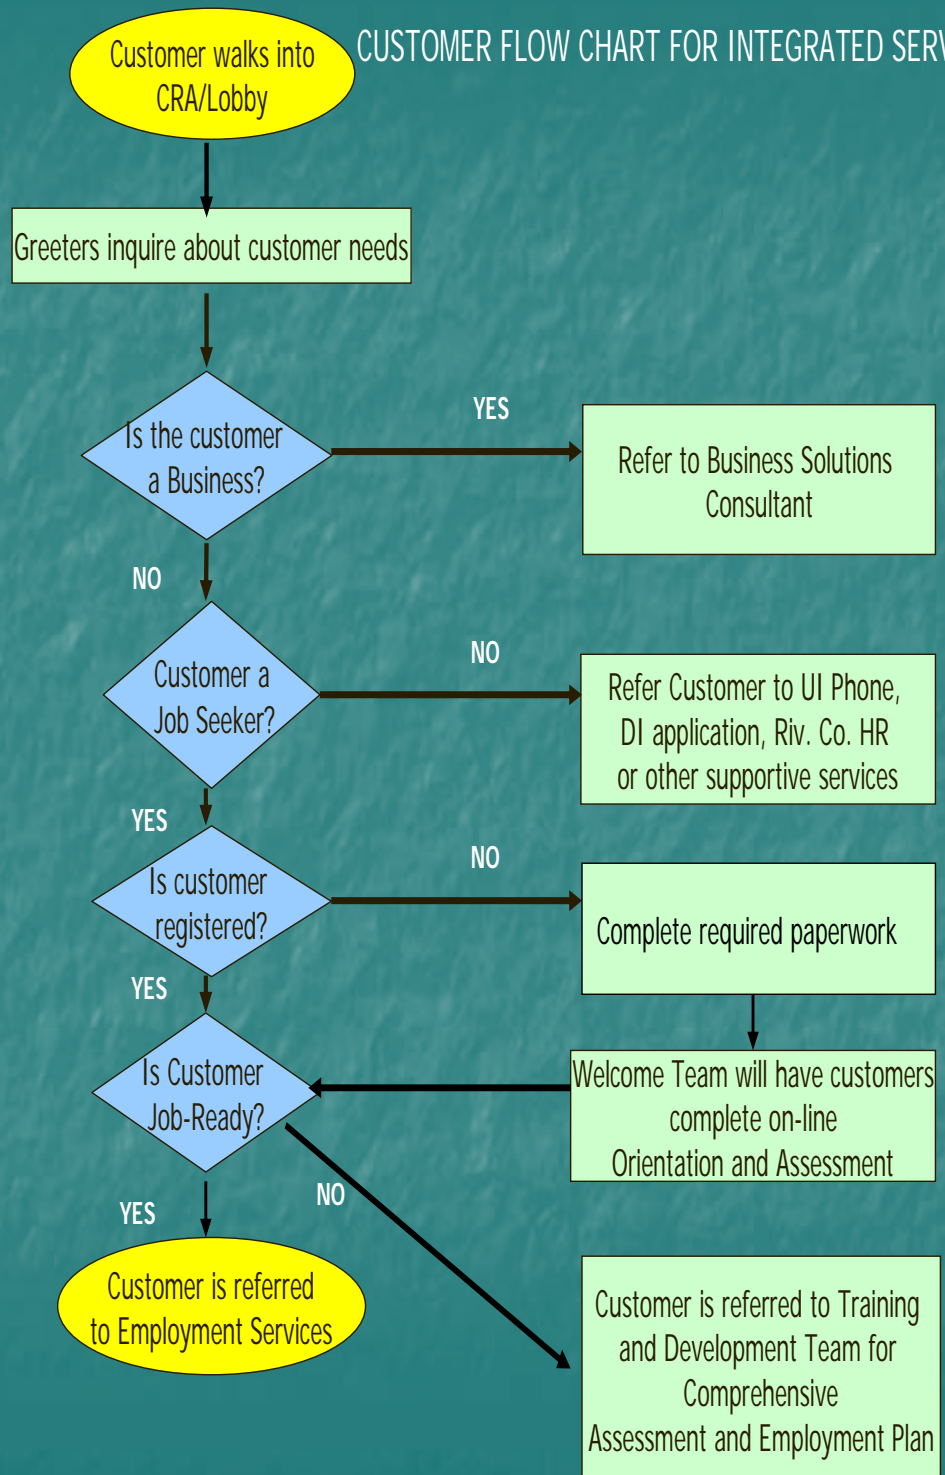 CUSTOMER FLOW CHART FOR INTEGRATED
Customer walks into
CRA/Lobby
Greeters inquire about customer needs
Is the customer
a Business?
YES
Refer to Business Solutions
Consultant
NO
Customer a
Job Seeker?
NO
Refer Customer to UI Phone,
DI application, Riv. Co. HR
or other supportive services
YES
Is customer
registered?
NO
Complete required paperwork
YES
Is Customer
Job-Ready?
Welcome Team will have customers
complete on-line
Orientation and Assessment
NO
YES
Customer is referred
to Employment Services
Customer is referred to Training
and Development Team for
Comprehensive
Assessment and Employment Plan